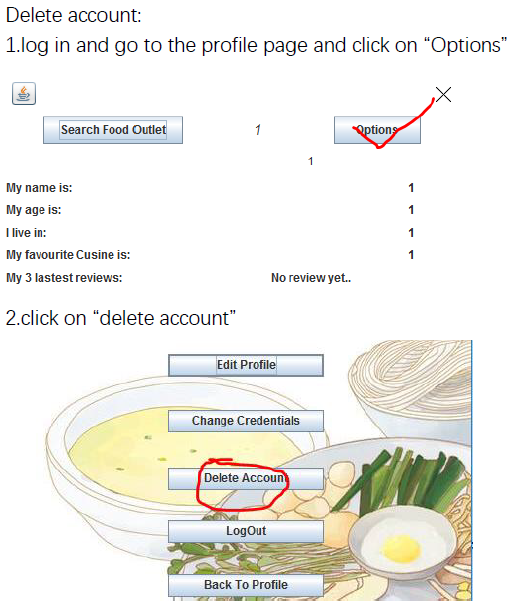 Delete account:
1.log in and go to the profile page and click on “Options”
Search Food Outlet 1 Options
1
My name is: 1
My age is: 1
I live in: 1
My favourite Cusine is: 1
My 3 lastest reviews: No review yet..
2.click on “delete account”
Edit Profile
Change Credentials
Delete Account
LogOut
Back To Profile